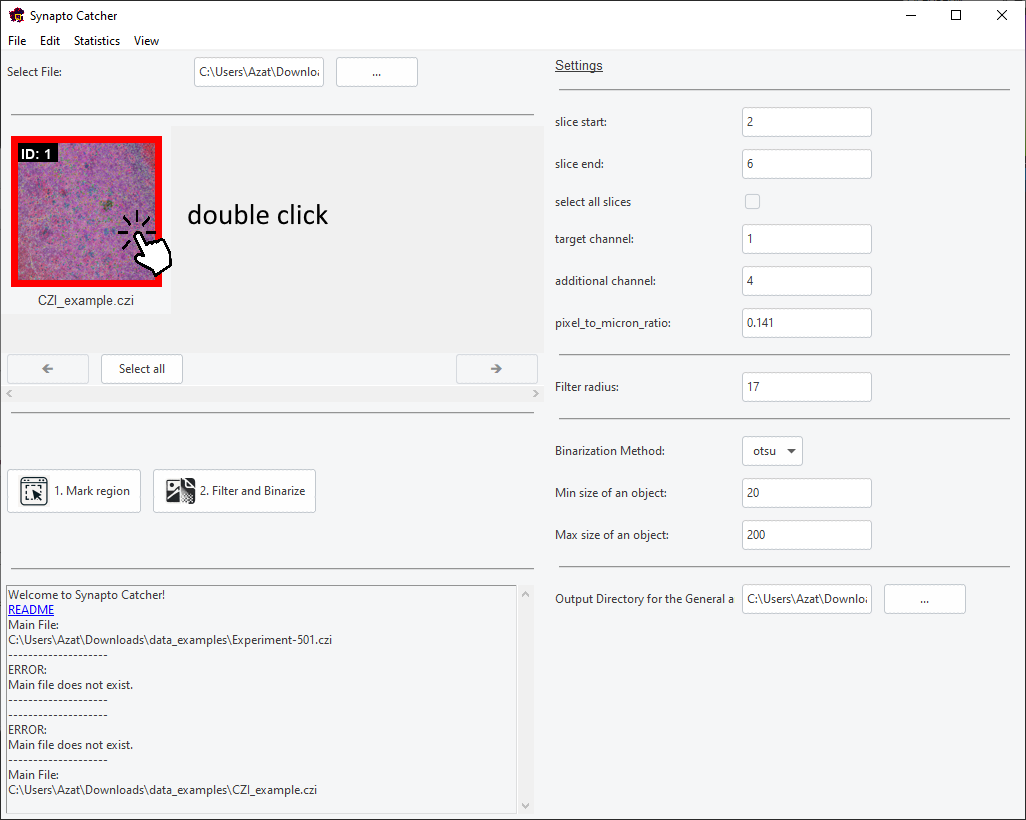 Synapto Catcher
File Edit Statistics View
Select File:
C:\Users\Azat\Downloa
...
ID: 1
double click
CZI_example.czi
Select all
1. Mark region
2. Filter and Binarize
Welcome to Synapto Catcher!
README
Main File:
C:\Users\Azat\Downloads\data_examples\Experiment-501.czi
--------------------
ERROR:
Main file does not exist.
--------------------
--------------------
ERROR:
Main file does not exist.
--------------------
Main File:
C:\Users\Azat\Downloads\data_examples\CZI_example.czi
Settings
slice start: 2
slice end: 6
select all slices
target channel: 1
additional channel: 4
pixel_to_micron_ratio: 0.141
Filter radius: 17
Binarization Method: otsu
Min size of an object: 20
Max size of an object: 200
Output Directory for the General a C:\Users\Azat\Downloa ...